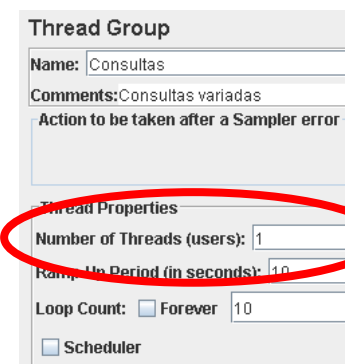 Thread Group
Name: Consultas
Comments: Consultas variadas
Action to be taken after a Sampler error
Thread Properties
Number of Threads (users): 1
Ramp-Up Period (in seconds): 10
Loop Count: Forever 10
Scheduler